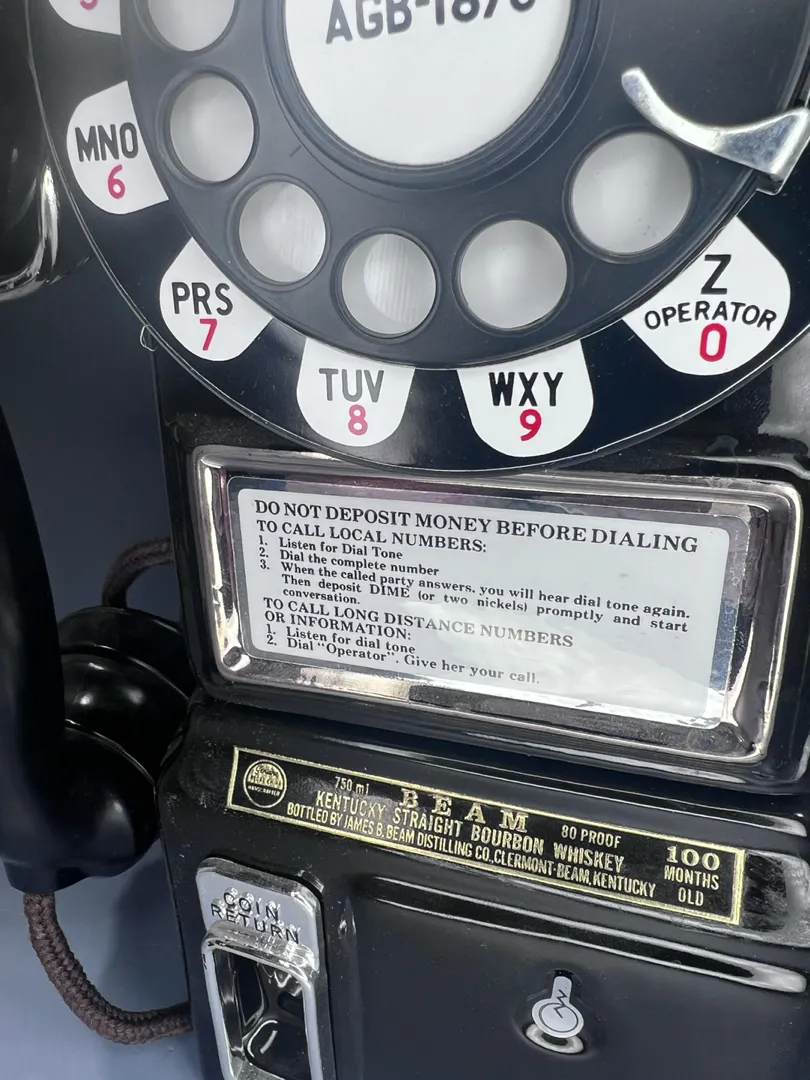 AGB-1876
MNO
6
PRS
7
TUV
8
WXY
9
Z
OPERATOR
0
DO NOT DEPOSIT MONEY BEFORE DIALING
TO CALL LOCAL NUMBERS:
1. Listen for Dial Tone
2. Dial the complete number
3. When the called party answers, you will hear dial tone again.
Then deposit DIME (or two nickels) promptly and start
conversation.
TO CALL LONG DISTANCE NUMBERS
OR INFORMATION:
1. Listen for dial tone
2. Dial "Operator". Give her your call.
750 ml BEAM 80 PROOF
KENTUCKY STRAIGHT BOURBON WHISKEY
BOTTLED BY JAMES B. BEAM DISTILLING CO. CLERMONT-BEAM, KENTUCKY
100
MONTHS
OLD
COIN
RETURN